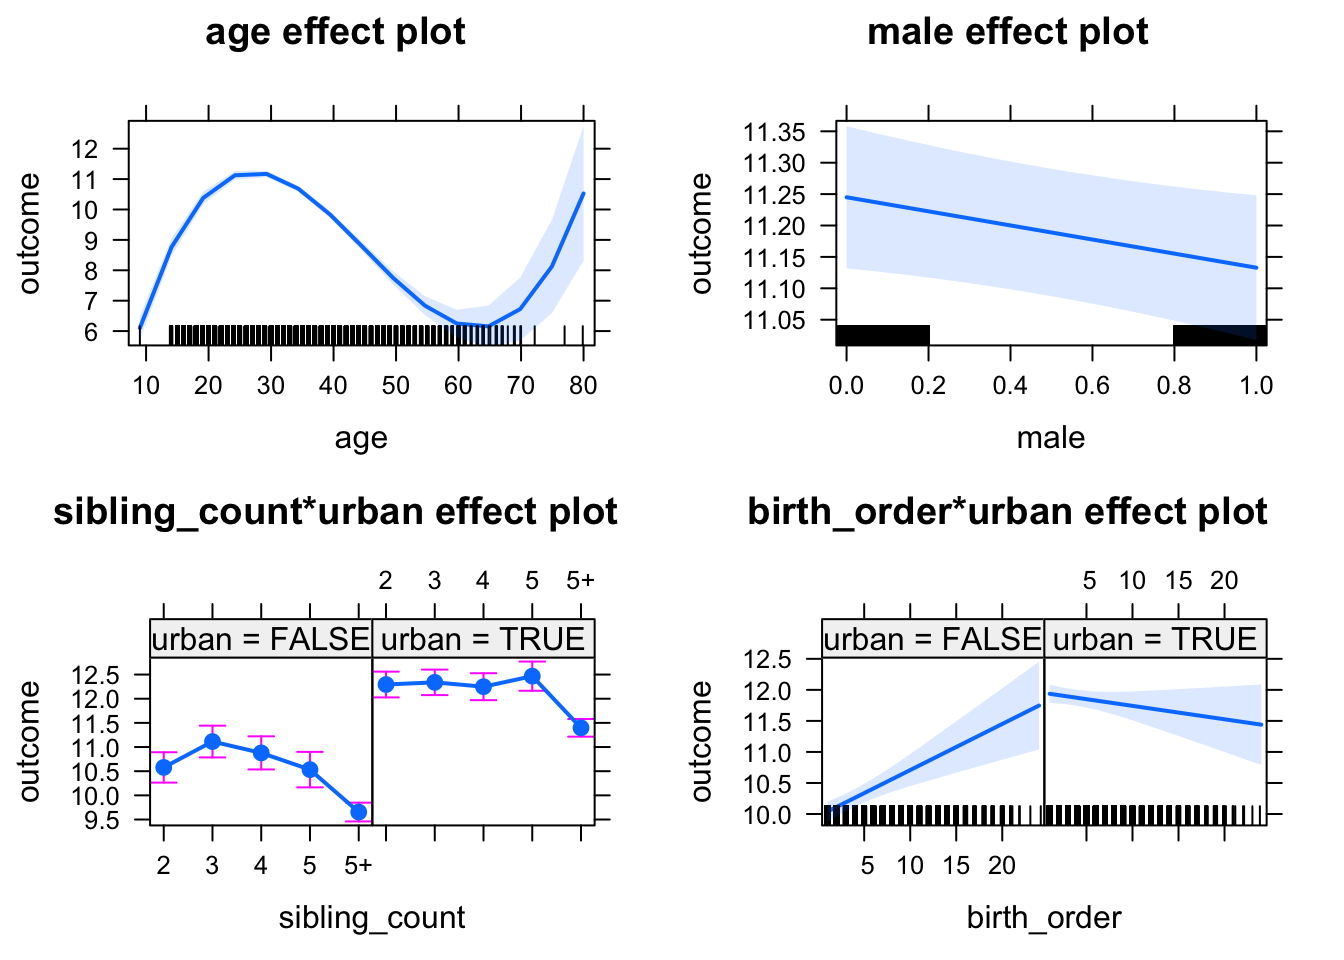 age effect plot
outcome
12
11
10
9
8
7
6
10 20 30 40 50 60 70 80
age
male effect plot
outcome
11.35
11.30
11.25
11.20
11.15
11.10
11.05
0.0 0.2 0.4 0.6 0.8 1.0
male
sibling_count*urban effect plot
2 3 4 5 5+
urban = FALSE urban = TRUE
outcome
12.5
12.0
11.5
11.0
10.5
10.0
9.5
2 3 4 5 5+
sibling_count
birth_order*urban effect plot
5 10 15 20
urban = FALSE urban = TRUE
outcome
12.5
12.0
11.5
11.0
10.5
10.0
5 10 15 20
birth_order